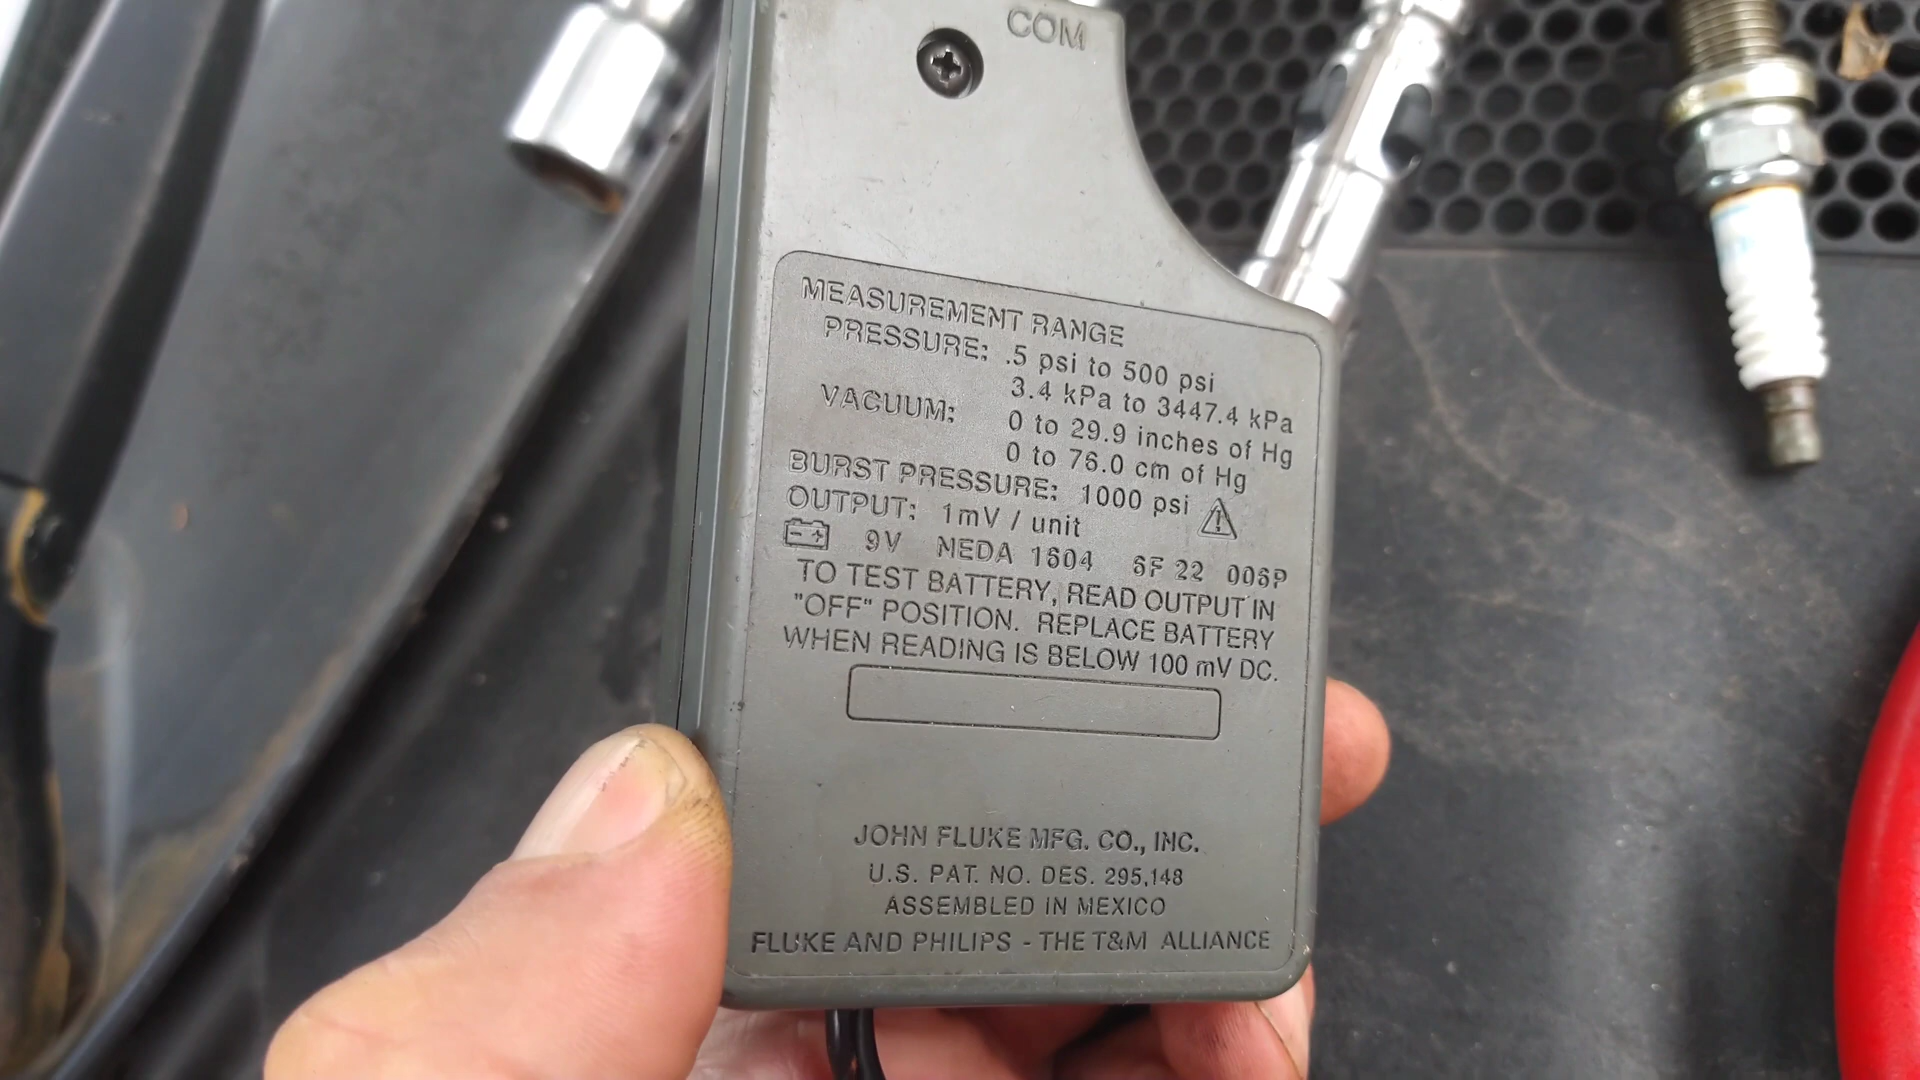 COM
MEASUREMENT RANGE
PRESSURE: .5 psi to 500 psi
3.4 kPa to 3447.4 kPa
VACUUM: 0 to 29.9 inches of Hg
0 to 76.0 cm of Hg
BURST PRESSURE: 1000 psi
OUTPUT: 1mV / unit
9V NEDA 1604 6F 22 006P
TO TEST BATTERY, READ OUTPUT IN
"OFF" POSITION. REPLACE BATTERY
WHEN READING IS BELOW 100 mV DC.
JOHN FLUKE MFG. CO., INC.
U.S. PAT. NO. DES. 295,148
ASSEMBLED IN MEXICO
FLUKE AND PHILIPS - THE T&M ALLIANCE